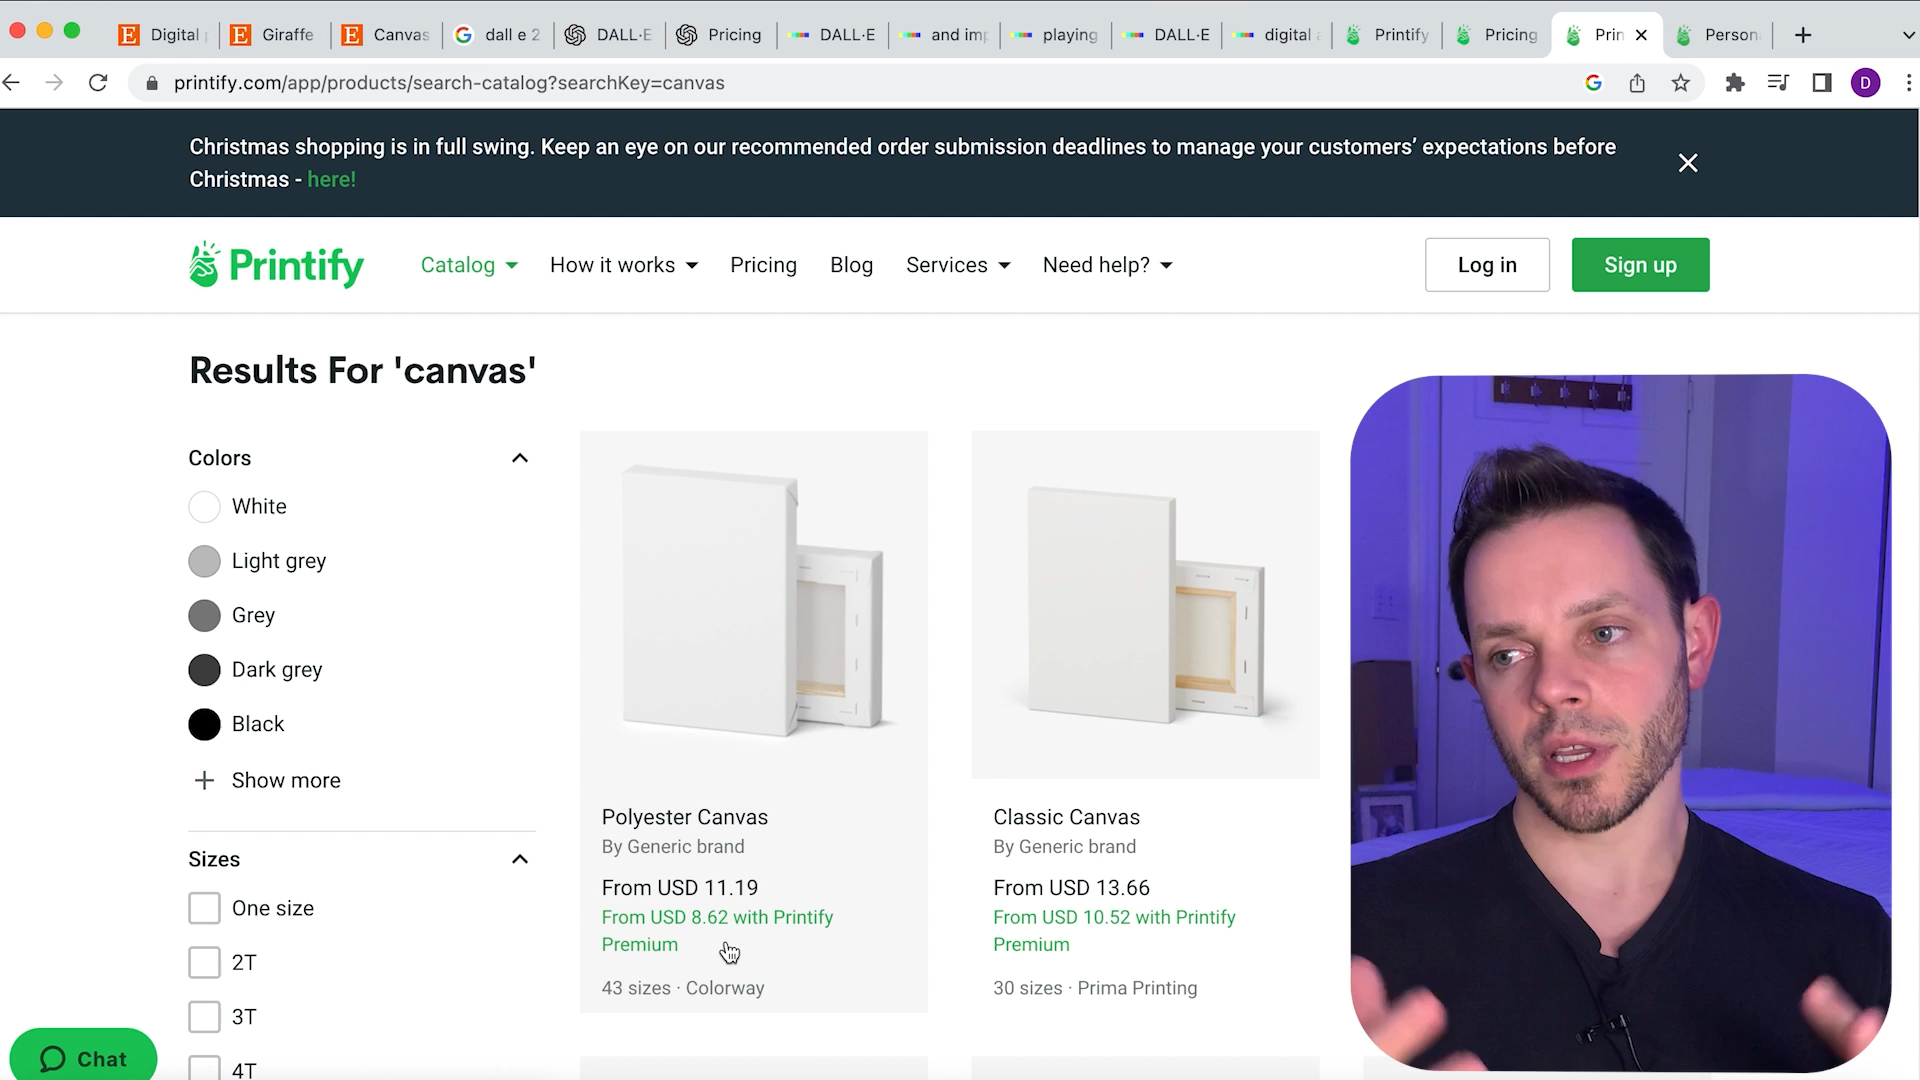 Digital
Giraffe
Canvas
dall e 2
DALL·E
Pricing
DALL·E
and imp
playing
DALL·E
digital a
Printify
Pricing
Prin
Person
printify.com/app/products/search-catalog?searchKey=canvas
D
Christmas shopping is in full swing. Keep an eye on our recommended order submission deadlines to manage your customers’ expectations before
Christmas - here!
Printify
Catalog
How it works
Pricing
Blog
Services
Need help?
Log in
Sign up
Results For 'canvas'
Colors
White
Light grey
Grey
Dark grey
Black
Show more
Sizes
One size
2T
3T
4T
Polyester Canvas
By Generic brand
From USD 11.19
From USD 8.62 with Printify
Premium
43 sizes · Colorway
Classic Canvas
By Generic brand
From USD 13.66
From USD 10.52 with Printify
Premium
30 sizes · Prima Printing
Chat